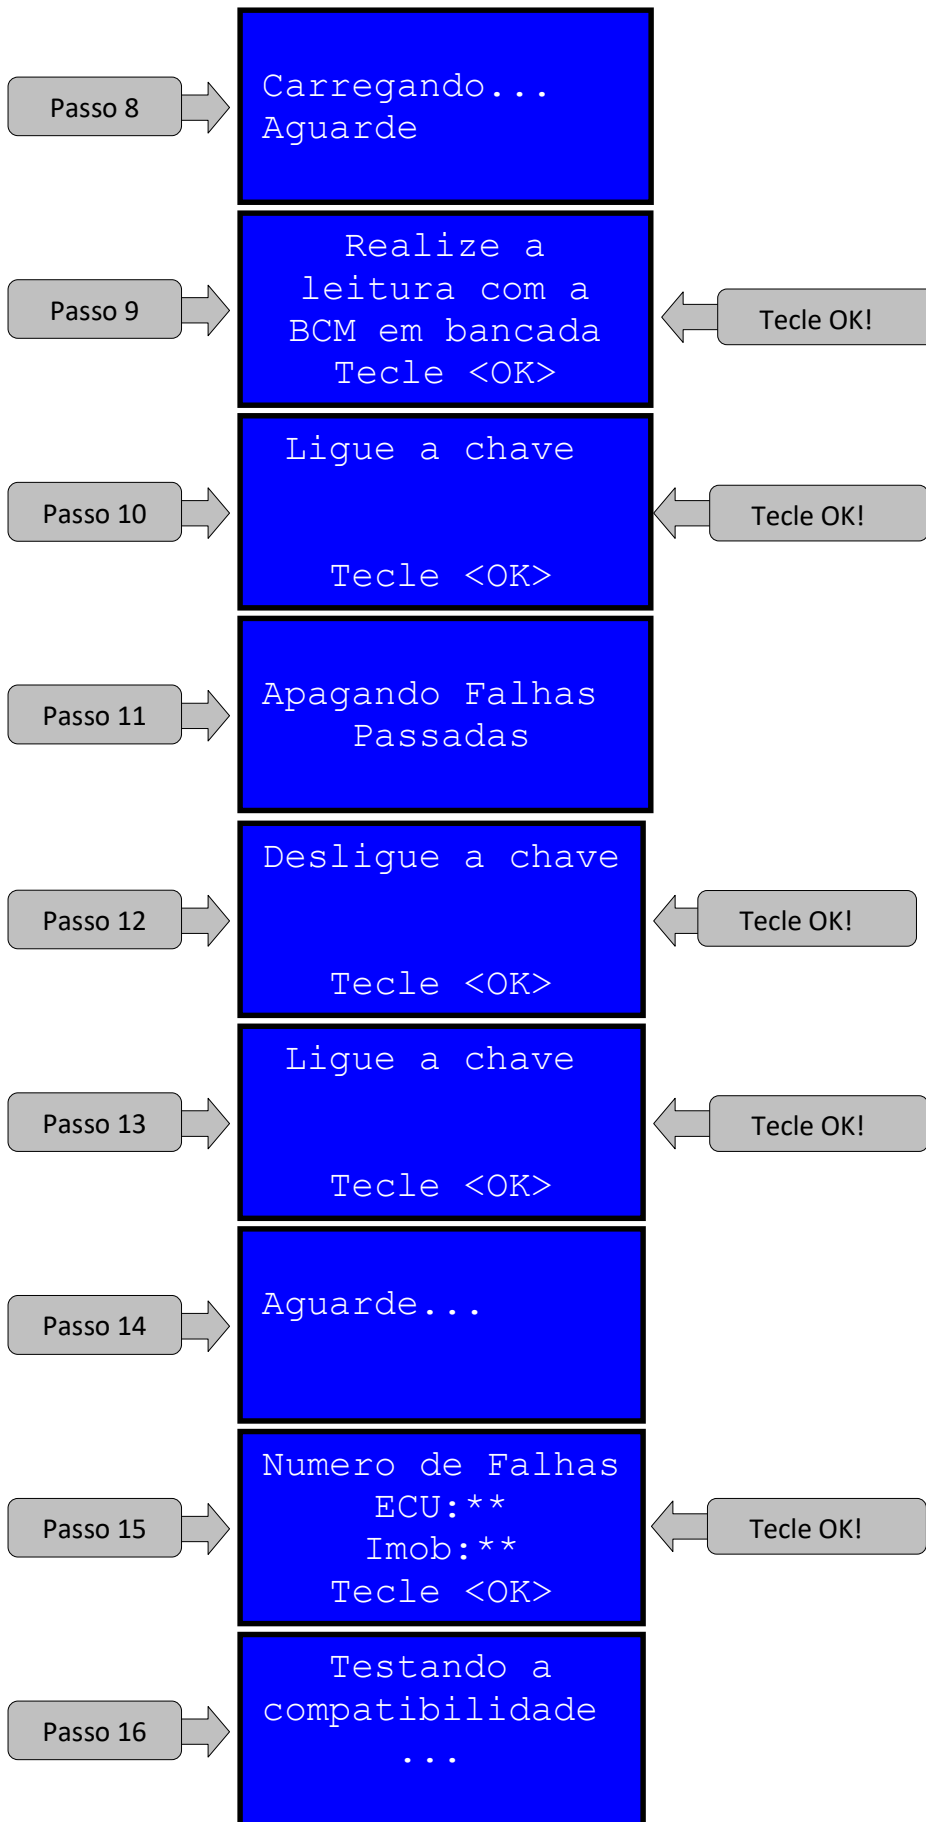 Passo 8
Carregando...
Aguarde
Passo 9
Realize a
leitura com a
BCM em bancada
Tecle <OK>
Tecle OK!
Passo 10
Ligue a chave
Tecle <OK>
Tecle OK!
Passo 11
Apagando Falhas
Passadas
Passo 12
Desligue a chave
Tecle <OK>
Tecle OK!
Passo 13
Ligue a chave
Tecle <OK>
Tecle OK!
Passo 14
Aguarde...
Passo 15
Numero de Falhas
ECU:**
Imob:**
Tecle <OK>
Tecle OK!
Passo 16
Testando a
compatibilidade
...